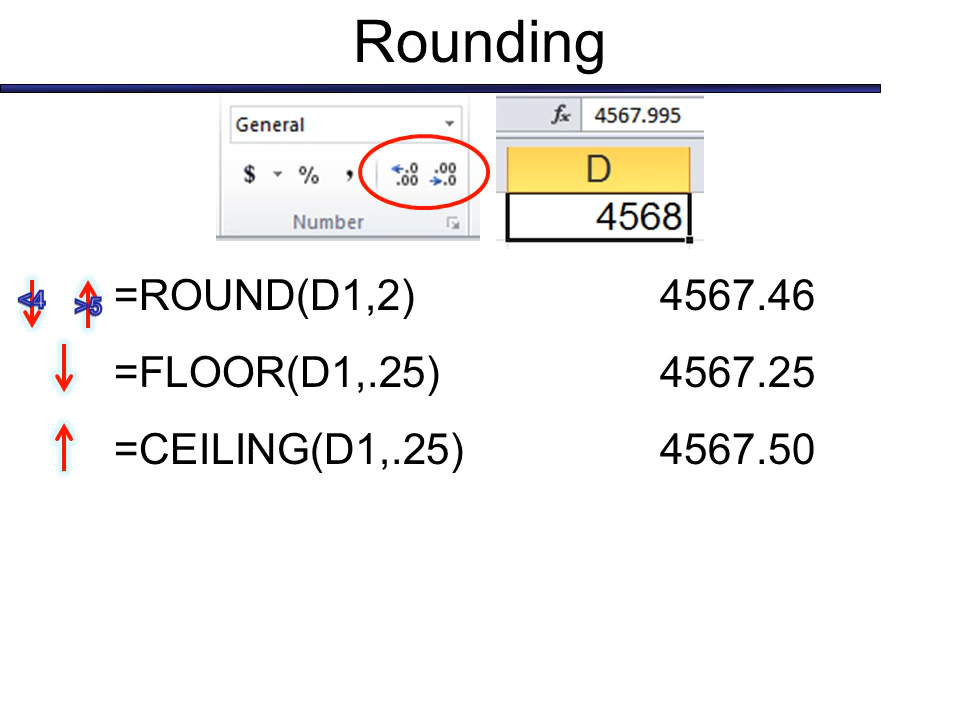 Rounding
General
fx 4567.995
$ % , .0 .00 .00 .0
D
Number
4568
<4 >5 =ROUND(D1,2) 4567.46
=FLOOR(D1,.25) 4567.25
=CEILING(D1,.25) 4567.50